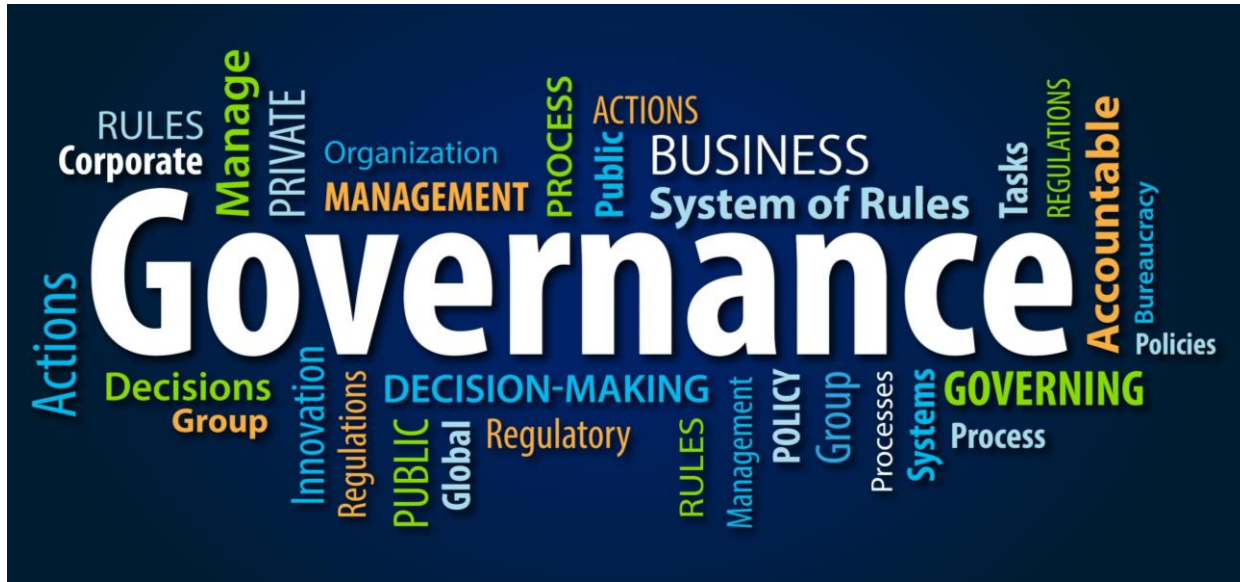 RULES
Corporate
Manage
PRIVATE
Organization
MANAGEMENT
PROCESS
ACTIONS
Public
BUSINESS
System of Rules
Tasks
REGULATIONS
Accountable
Bureaucracy
Policies
Governance
Actions
Decisions
Group
Innovation
Regulations
DECISION-MAKING
PUBLIC
Global
Regulatory
RULES
Management
POLICY
Group
Processes
Systems
GOVERNING
Process